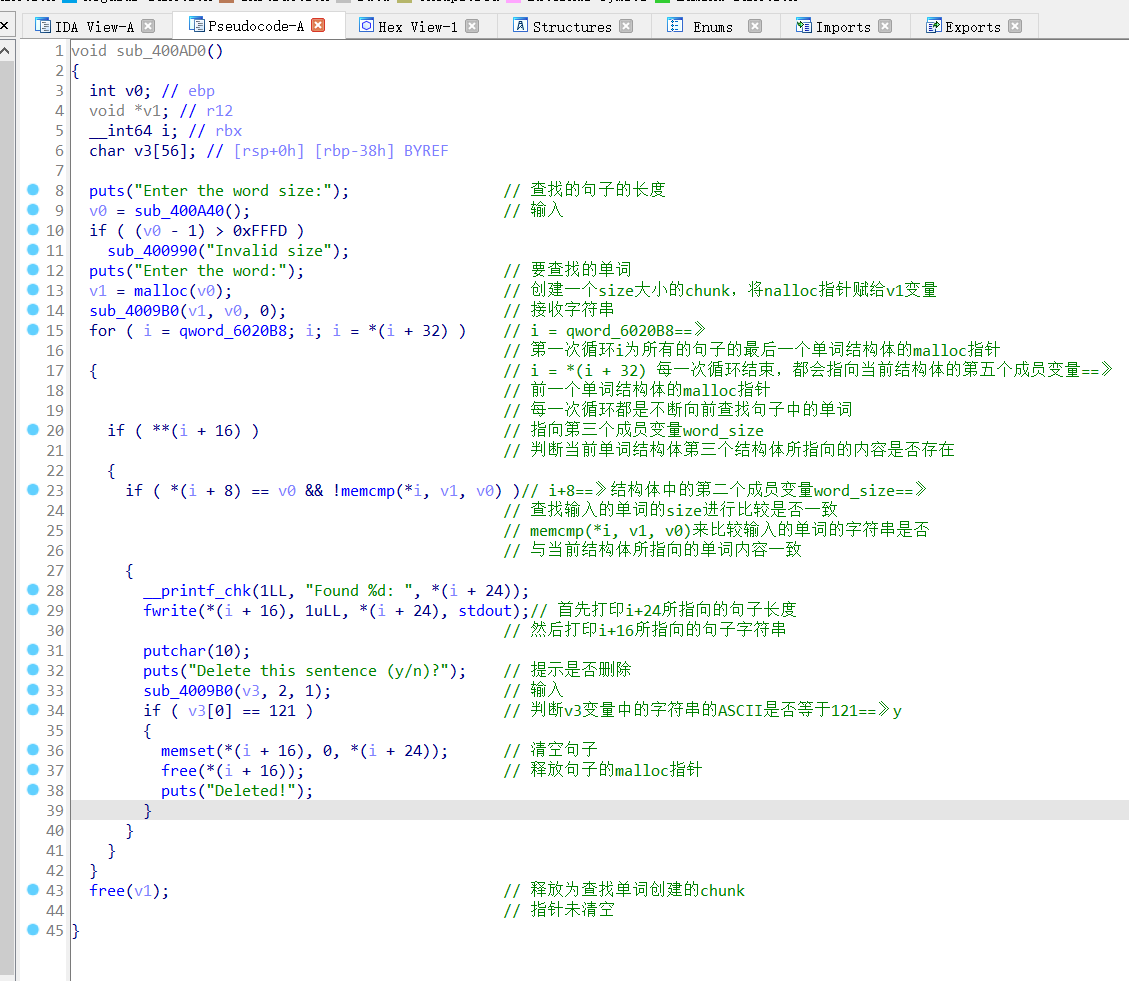 IDA View-A Pseudocode-A Hex View-1 Structures Enums Imports Exports
1 void sub_400AD0()
2 {
3 int v0; // ebp
4 void *v1; // r12
5 __int64 i; // rbx
6 char v3[56]; // [rsp+0h] [rbp-38h] BYREF
7
8 puts("Enter the word size:"); // 查找的句子的长度
9 v0 = sub_400A40(); // 输入
10 if ( (v0 - 1) > 0xFFFD )
11 sub_400990("Invalid size");
12 puts("Enter the word:"); // 要查找的单词
13 v1 = malloc(v0); // 创建一个size大小的chunk，将nalloc指针赋给v1变量
14 sub_4009B0(v1, v0, 0); // 接收字符串
15 for ( i = qword_6020B8; i; i = *(i + 32) ) // i = qword_6020B8==》
16 // 第一次循环i为所有的句子的最后一个单词结构体的malloc指针
17 { // i = *(i + 32) 每一次循环结束，都会指向当前结构体的第五个成员变量==》
18 // 前一个单词结构体的malloc指针
19 // 每一次循环都是不断向前查找句子中的单词
20 if ( **(i + 16) ) // 指向第三个成员变量word_size
21 // 判断当前单词结构体第三个结构体所指向的内容是否存在
22 {
23 if ( *(i + 8) == v0 && !memcmp(*i, v1, v0) )// i+8==》结构体中的第二个成员变量word_size==》
24 // 查找输入的单词的size进行比较是否一致
25 // memcmp(*i, v1, v0)来比较输入的单词的字符串是否
26 // 与当前结构体所指向的单词内容一致
27 {
28 __printf_chk(1LL, "Found %d: ", *(i + 24));
29 fwrite(*(i + 16), 1uLL, *(i + 24), stdout);// 首先打印i+24所指向的句子长度
30 // 然后打印i+16所指向的句子字符串
31 putchar(10);
32 puts("Delete this sentence (y/n)?"); // 提示是否删除
33 sub_4009B0(v3, 2, 1); // 输入
34 if ( v3[0] == 121 ) // 判断v3变量中的字符串的ASCII是否等于121==》y
35 {
36 memset(*(i + 16), 0, *(i + 24)); // 清空句子
37 free(*(i + 16)); // 释放句子的malloc指针
38 puts("Deleted!");
39 }
40 }
41 }
42 }
43 free(v1); // 释放为查找单词创建的chunk
44 // 指针未清空
45 }